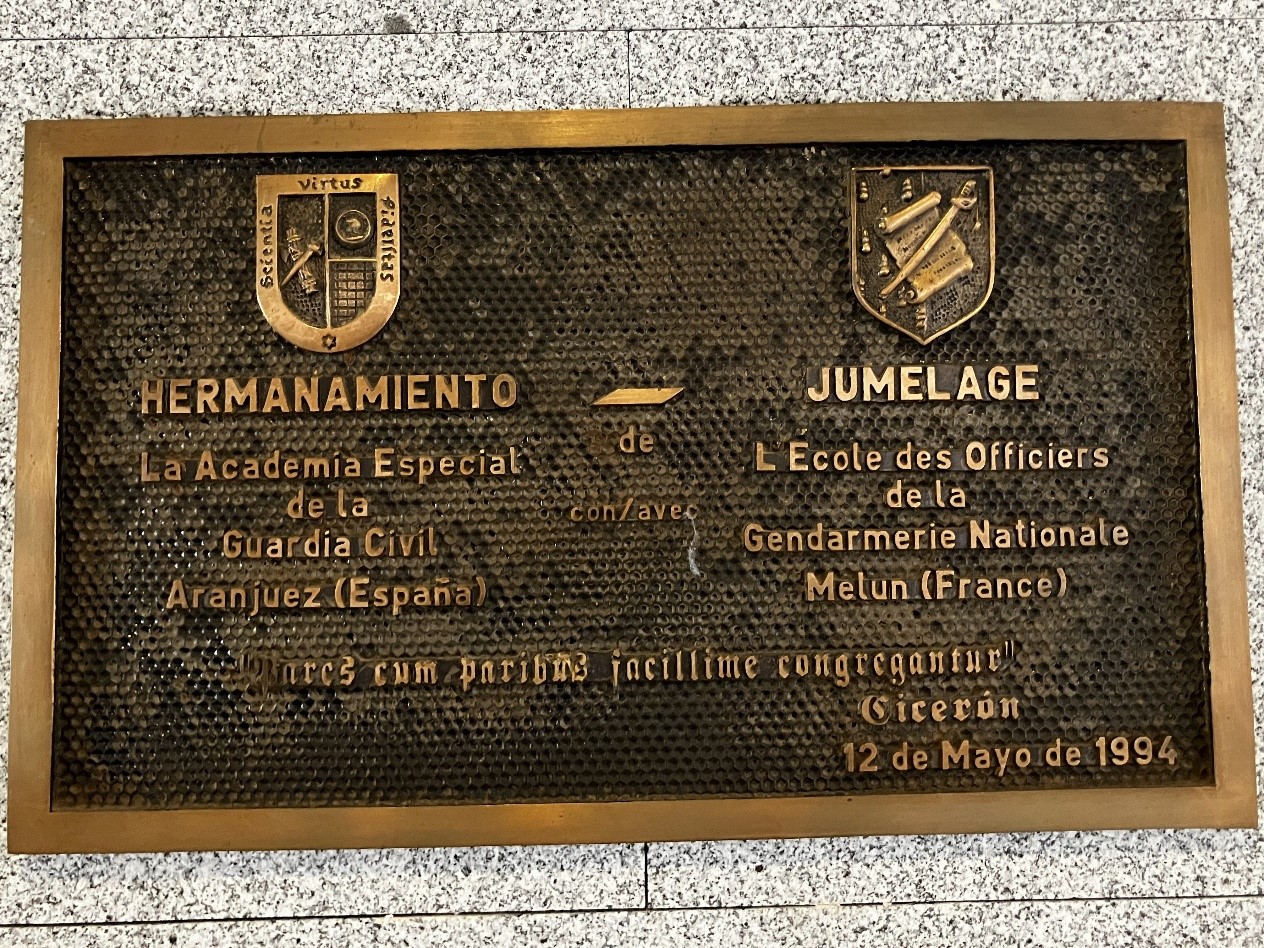 Scientia
Virtus
Fidelitas
HERMANAMIENTO
JUMELAGE
de
La Academia Especial
de la
Guardia Civil
Aranjuez (España)
con/avec
L'École des Officiers
de la
Gendarmerie Nationale
Melun (France)
"Pares cum paribus facillime congregantur"
Cicerón
12 de Mayo de 1994